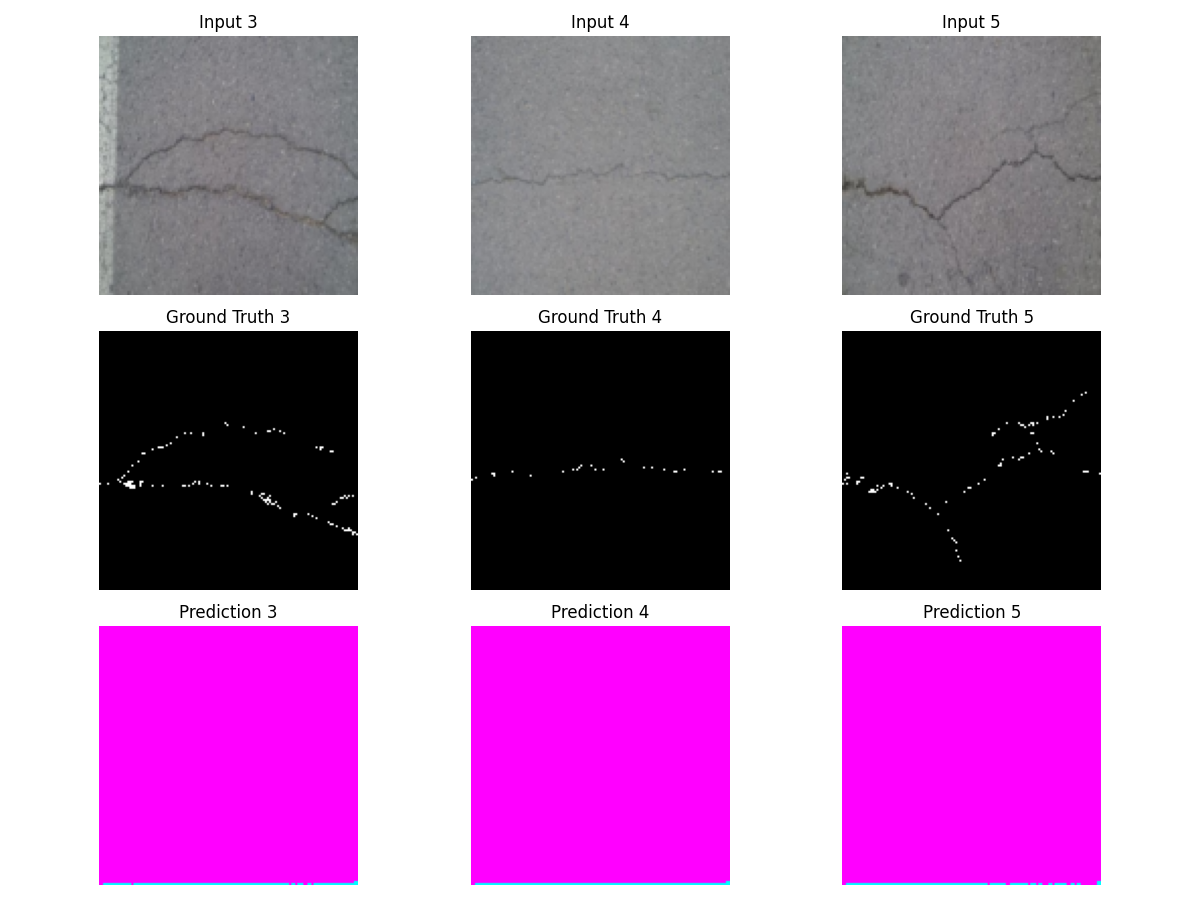 Input 3
Input 4
Input 5
Ground Truth 3
Ground Truth 4
Ground Truth 5
Prediction 3
Prediction 4
Prediction 5